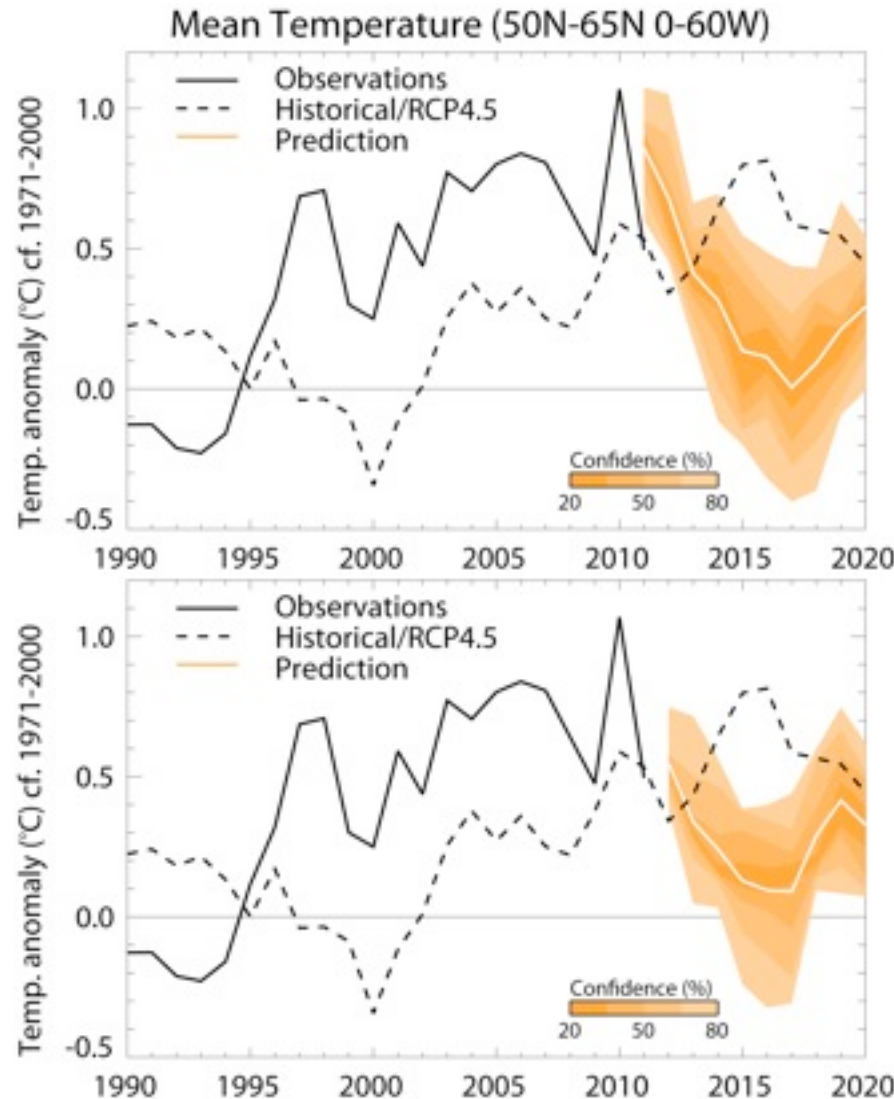 Mean Temperature (50N-65N 0-60W)
Temp. anomaly (°C) cf. 1971-2000
1.0
0.5
0.0
-0.5
Observations
Historical/RCP4.5
Prediction
Confidence (%)
20 50 80
1990 1995 2000 2005 2010 2015 2020
Temp. anomaly (°C) cf. 1971-2000
1.0
0.5
0.0
-0.5
Observations
Historical/RCP4.5
Prediction
Confidence (%)
20 50 80
1990 1995 2000 2005 2010 2015 2020